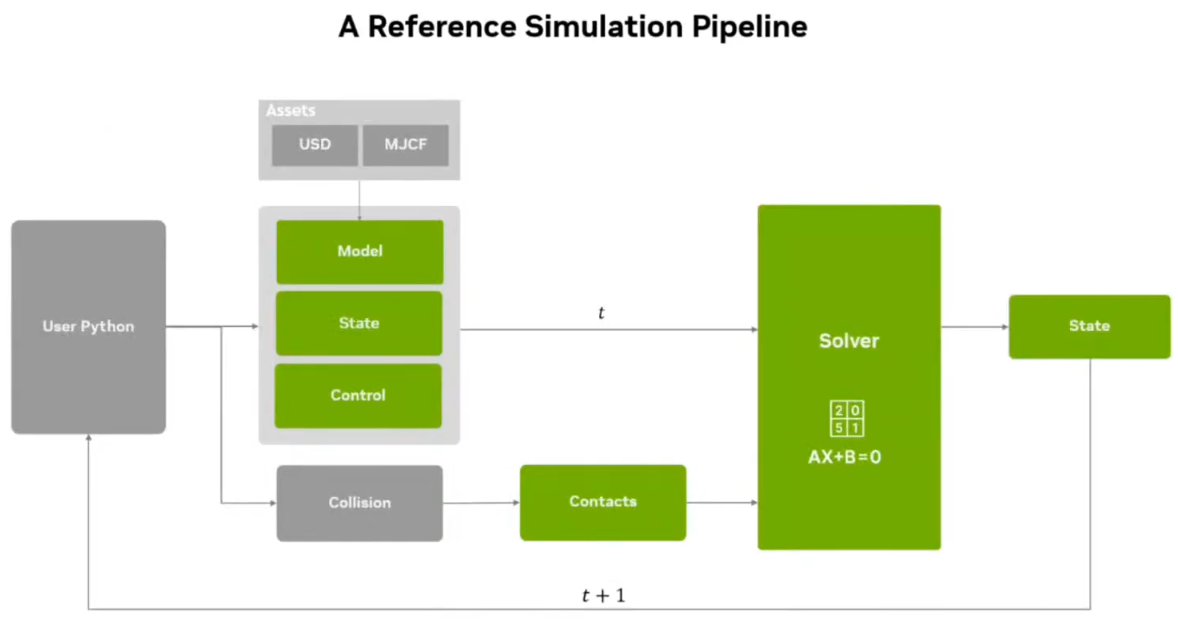 A Reference Simulation Pipeline
Assets
USD
MJCF
Model
User Python
State
Control
t
Solver
2 0
5 1
AX+B=0
State
Collision
Contacts
t + 1